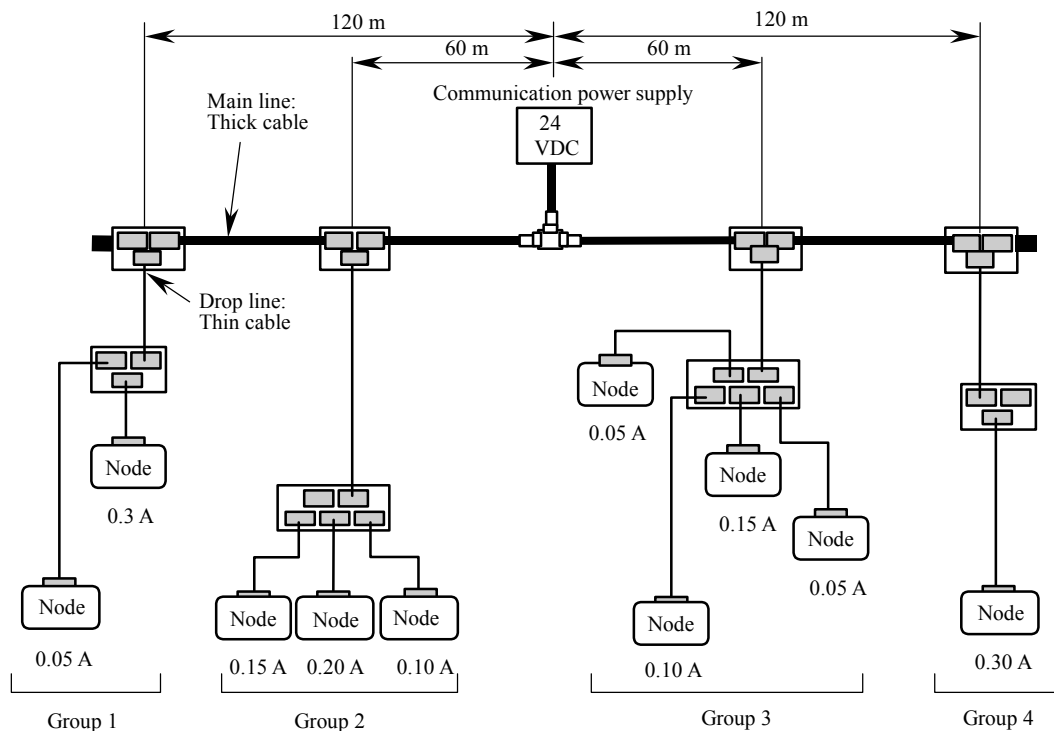 120 m
120 m
60 m
60 m
Communication power supply
Main line:
Thick cable
24
VDC
Drop line:
Thin cable
Node
0.05 A
Node
0.3 A
Node
0.15 A
Node
0.05 A
Node
0.05 A
Node
0.15 A
Node
0.20 A
Node
0.10 A
Node
0.10 A
Node
0.30 A
Group 1
Group 2
Group 3
Group 4